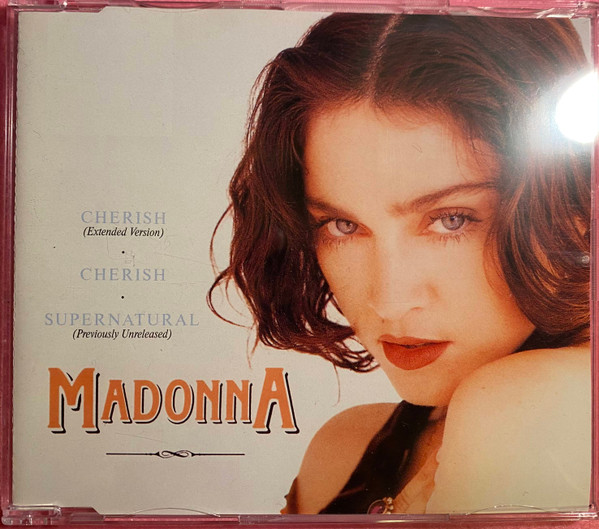 CHERISH
(Extended Version)
·
CHERISH
·
SUPERNATURAL
(Previously Unreleased)
MADONNA